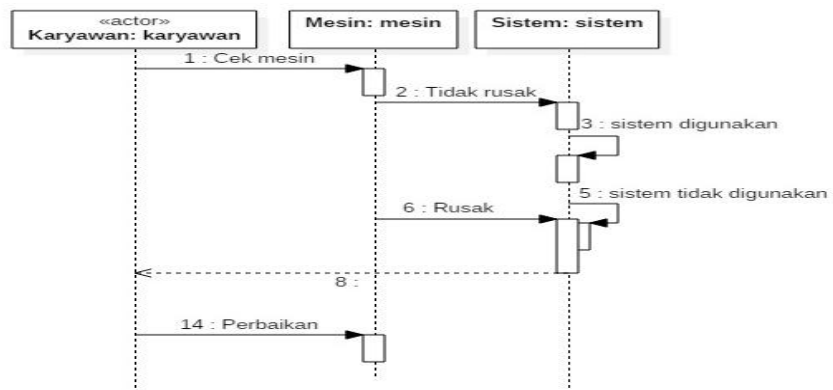 «actor»
Karyawan: karyawan
Mesin: mesin
Sistem: sistem
1 : Cek mesin
2 : Tidak rusak
3 : sistem digunakan
5 : sistem tidak digunakan
6 : Rusak
8 :
14 : Perbaikan